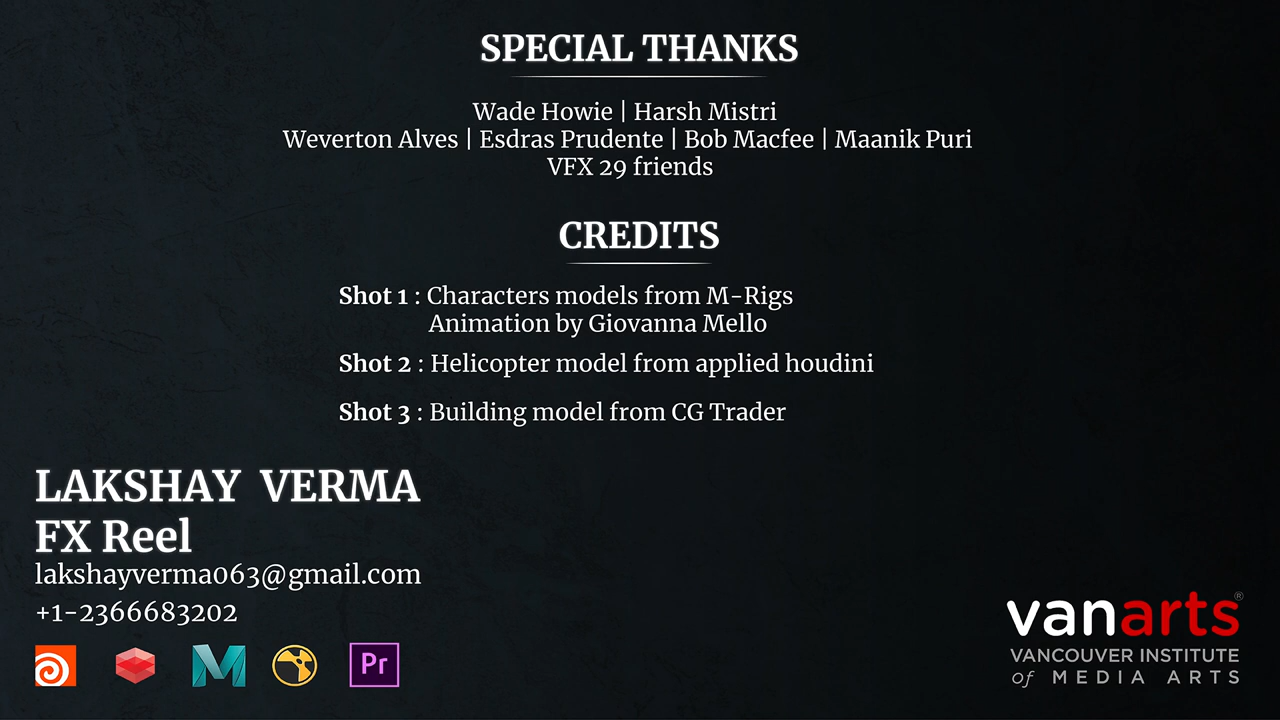 SPECIAL THANKS
Wade Howie | Harsh Mistri
Weverton Alves | Esdras Prudente | Bob Macfee | Maanik Puri
VFX 29 friends
CREDITS
Shot 1 : Characters models from M-Rigs
Animation by Giovanna Mello
Shot 2 : Helicopter model from applied houdini
Shot 3 : Building model from CG Trader
LAKSHAY VERMA
FX Reel
lakshayverma063@gmail.com
+1-2366683202
Pr
vanarts®
VANCOUVER INSTITUTE
of MEDIA ARTS